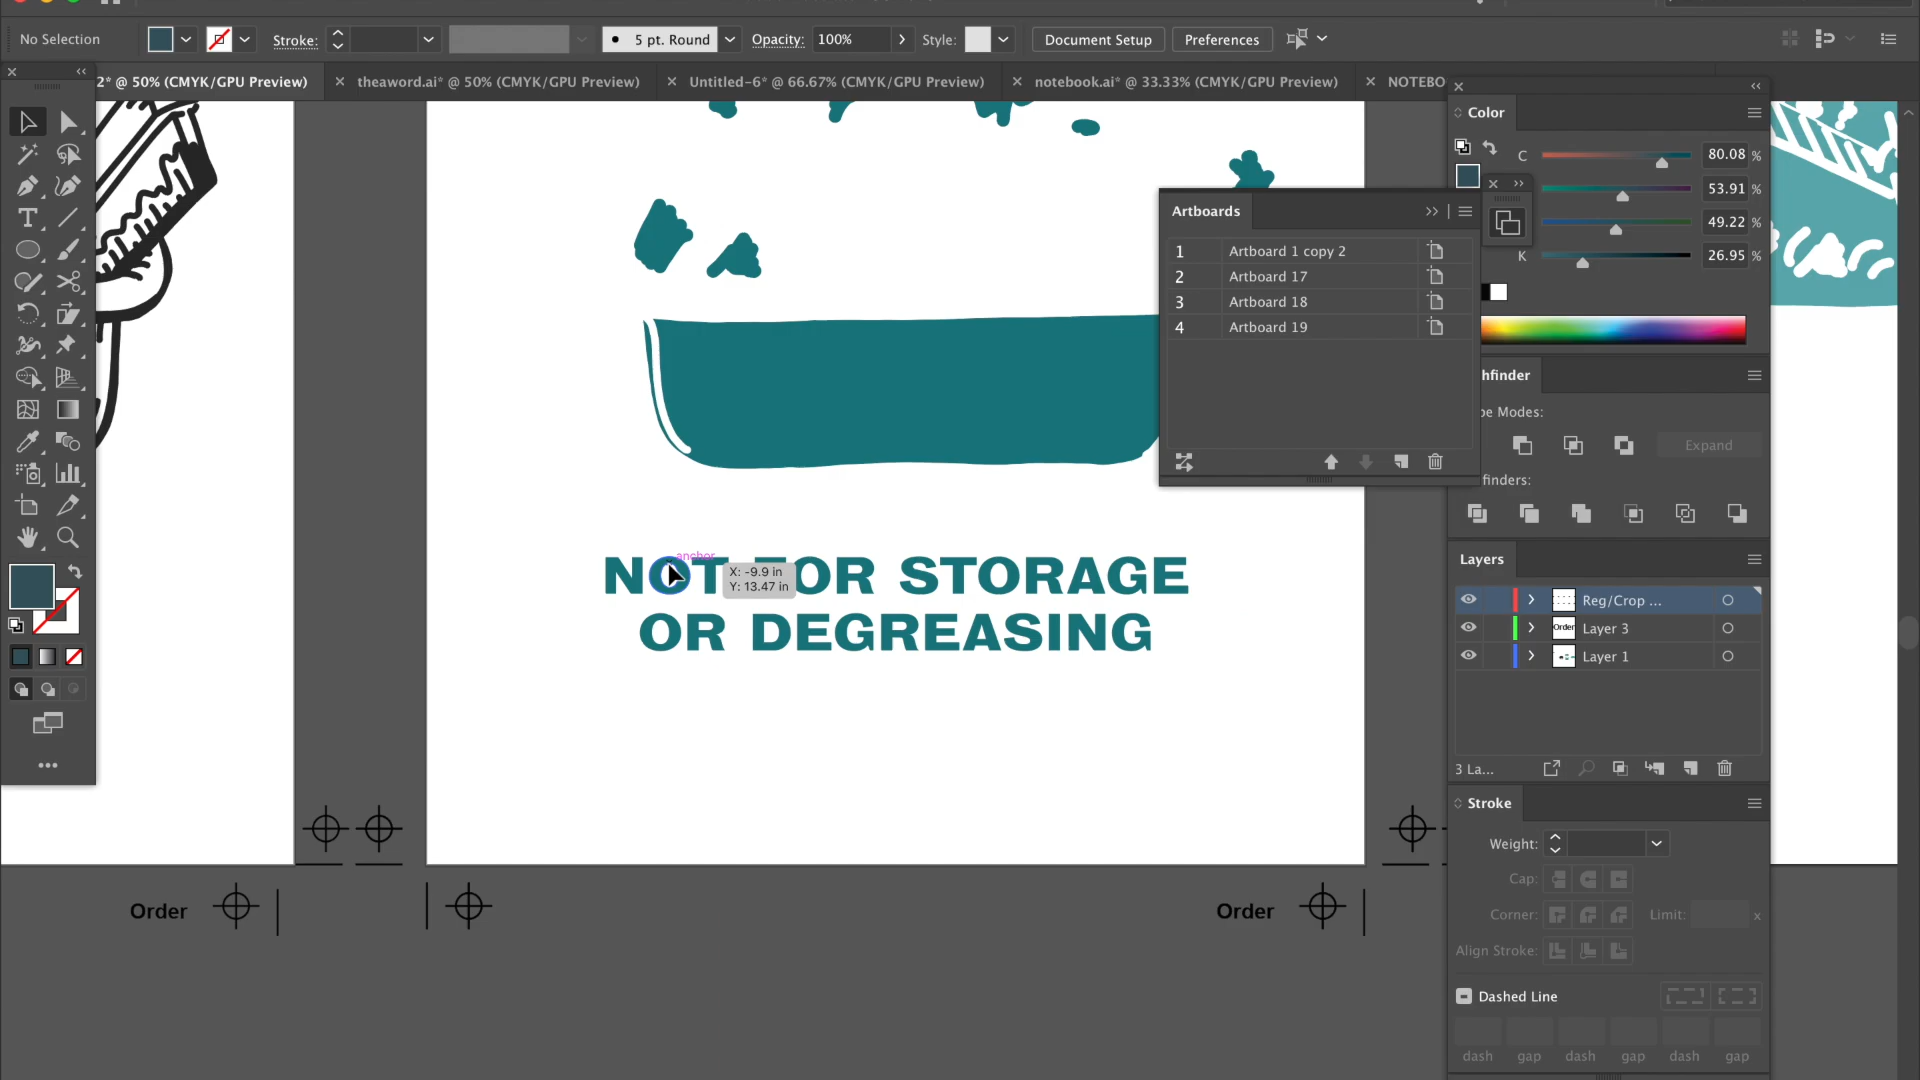 No Selection
Stroke:
5 pt. Round
Opacity: 100%
Style:
Document Setup
Preferences
2* @ 50% (CMYK/GPU Preview)
theaword.ai* @ 50% (CMYK/GPU Preview)
Untitled-6* @ 66.67% (CMYK/GPU Preview)
notebook.ai* @ 33.33% (CMYK/GPU Preview)
NOTEBO
Color
C 80.08 %
53.91 %
49.22 %
K 26.95 %
Artboards
1 Artboard 1 copy 2
2 Artboard 17
3 Artboard 18
4 Artboard 19
hfinder
pe Modes:
Expand
finders:
anchor
X: -9.9 in
Y: 13.47 in
NOT FOR STORAGE
OR DEGREASING
Layers
Reg/Crop ...
Order Layer 3
Layer 1
3 La...
Stroke
Weight:
Cap:
Corner:
Limit: x
Align Stroke:
Dashed Line
dash gap dash gap dash gap
Order
Order